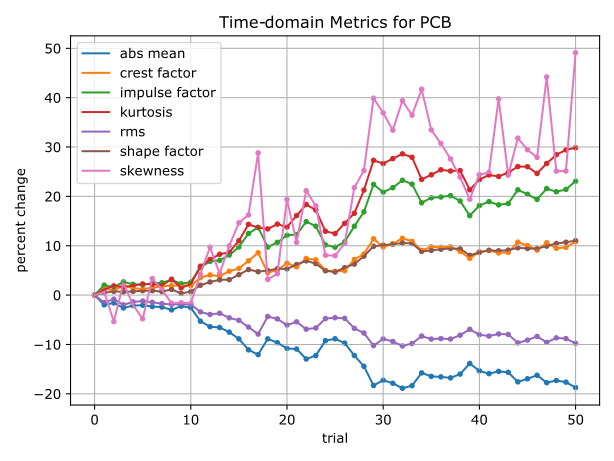 Time-domain Metrics for PCB
abs mean
crest factor
impulse factor
kurtosis
rms
shape factor
skewness
percent change
50
40
30
20
10
0
−10
−20
0
10
20
30
40
50
trial